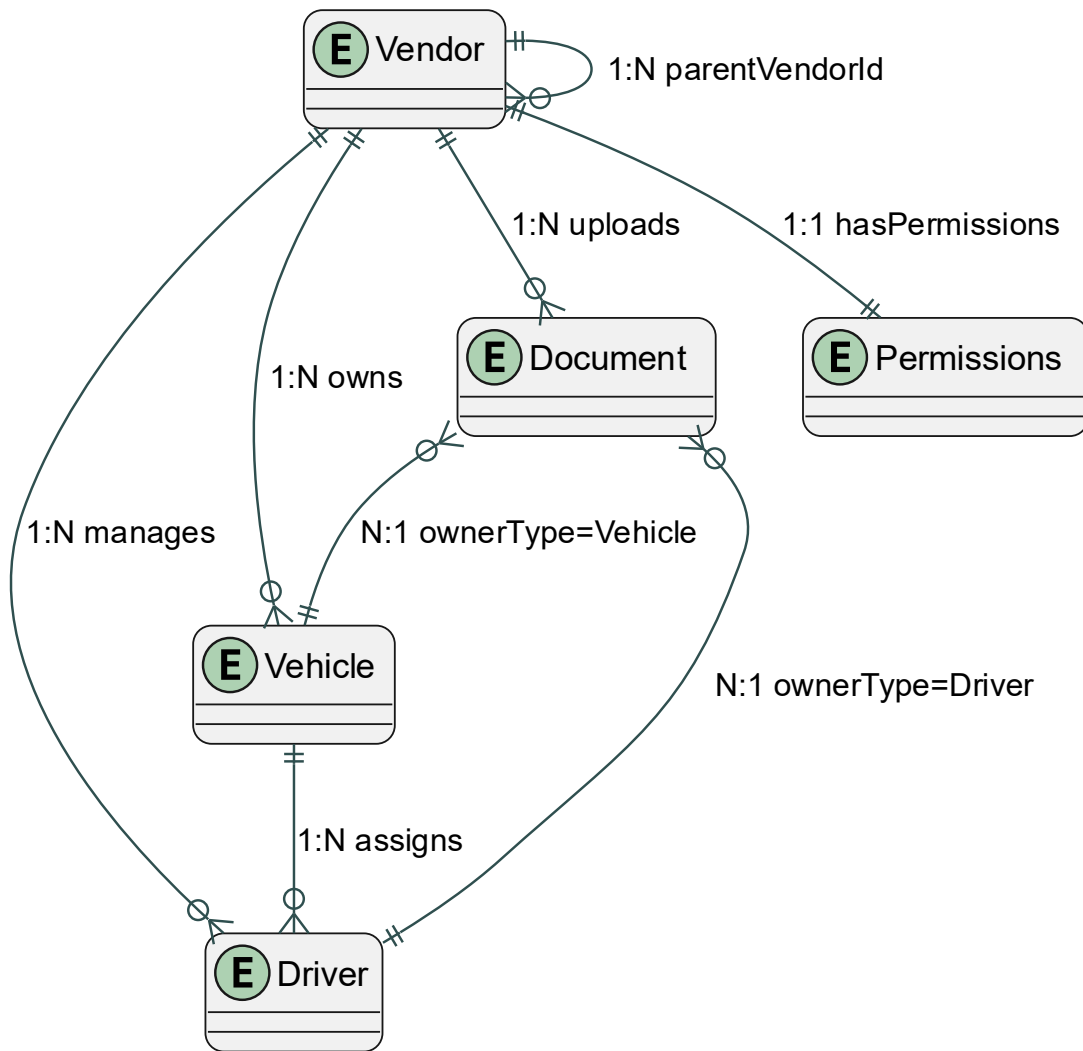 E Vendor
1:N parentVendorId
1:N uploads
1:1 hasPermissions
E Document
E Permissions
1:N owns
1:N manages
N:1 ownerType=Vehicle
E Vehicle
N:1 ownerType=Driver
1:N assigns
E Driver